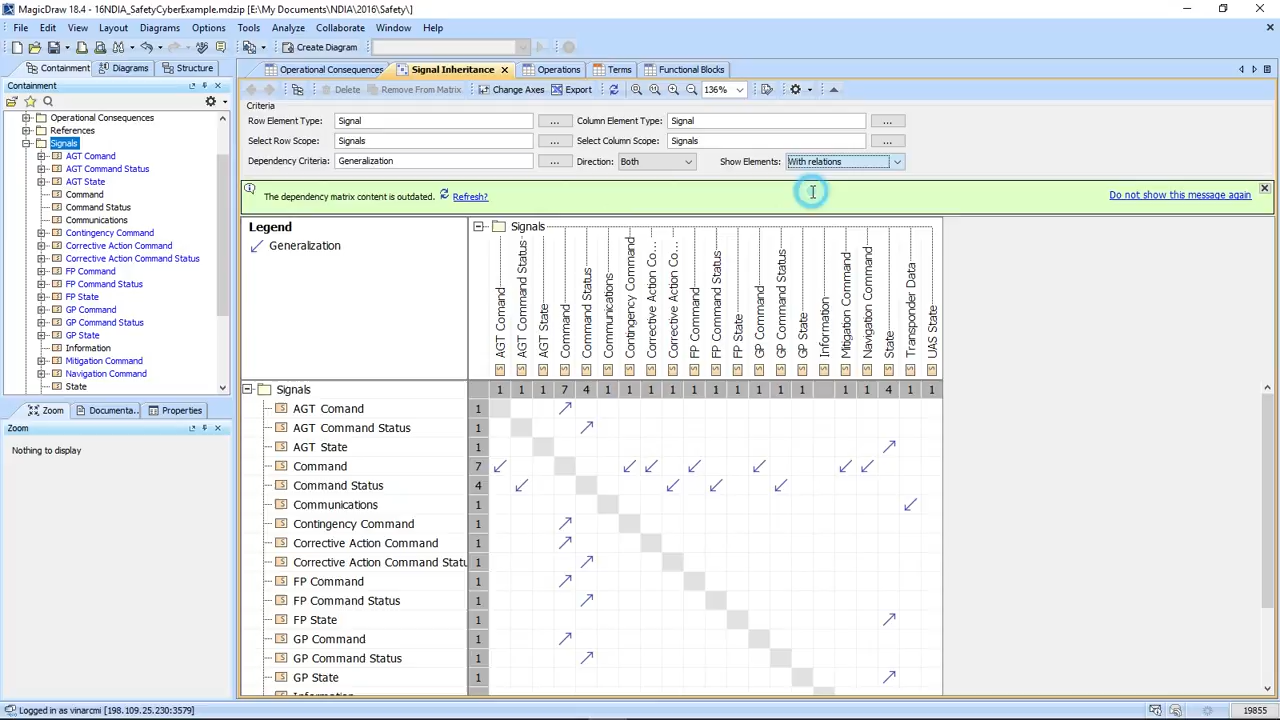 MagicDraw 18.4 - 16NDIA_SafetyCyberExample.mdzip [E:\My Documents\NDIA\2016\Safety\]
File Edit View Layout Diagrams Options Tools Analyze Collaborate Window Help
Create Diagram
Containment Diagrams Structure
Operational Consequences Signal Inheritance Operations Terms Functional Blocks
Containment
Delete Remove From Matrix Change Axes Export 136%
Criteria
Row Element Type: Signal ... Column Element Type: Signal ...
Select Row Scope: Signals ... Select Column Scope: Signals ...
Dependency Criteria: Generalization ... Direction: Both Show Elements: With relations
The dependency matrix content is outdated. Refresh? Do not show this message again
Operational Consequences
References
Signals
AGT Comand
AGT Command Status
AGT State
Command
Command Status
Communications
Contingency Command
Corrective Action Command
Corrective Action Command Status
FP Command
FP Command Status
FP State
GP Command
GP Command Status
GP State
Information
Mitigation Command
Navigation Command
State
Zoom Documenta... Properties
Zoom
Nothing to display
Legend
Generalization
Signals
AGT Comand
AGT Command Status
AGT State
Command
Command Status
Communications
Contingency Command
Corrective Action Co...
Corrective Action Co...
FP Command
FP Command Status
FP State
GP Command
GP Command Status
GP State
Information
Mitigation Command
Navigation Command
State
Transponder Data
UAS State
Signals 1 1 1 7 4 1 1 1 1 1 1 1 1 1 1 1 1 4 1 1
AGT Comand 1
AGT Command Status 1
AGT State 1
Command 7
Command Status 4
Communications 1
Contingency Command 1
Corrective Action Command 1
Corrective Action Command Statu
FP Command 1
FP Command Status 1
FP State 1
GP Command 1
GP Command Status 1
GP State 1
Information
Logged in as vinarcmi (198.109.25.230:3579) 19855